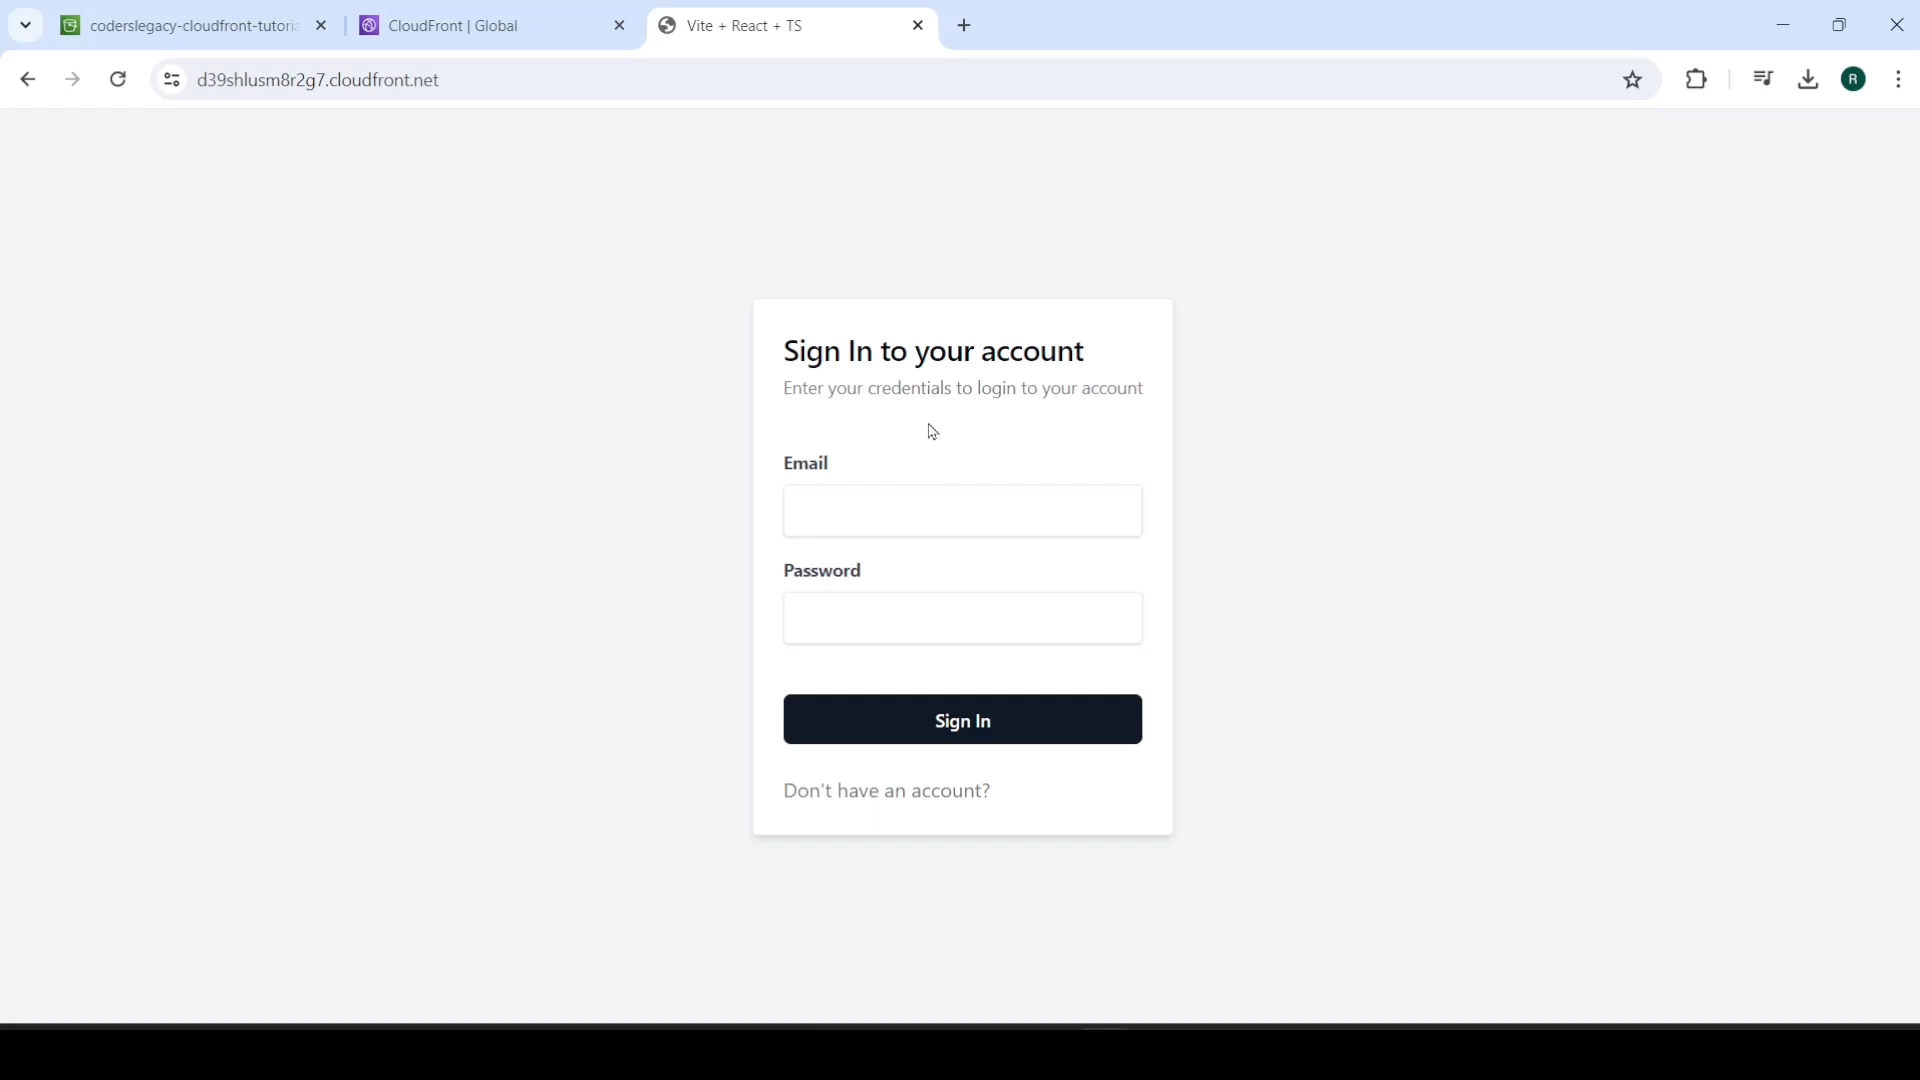 coderslegacy-cloudfront-tutoria
CloudFront | Global
Vite + React + TS
d39shlusm8r2g7.cloudfront.net
R
Sign In to your account
Enter your credentials to login to your account
Email
Password
Sign In
Don't have an account?